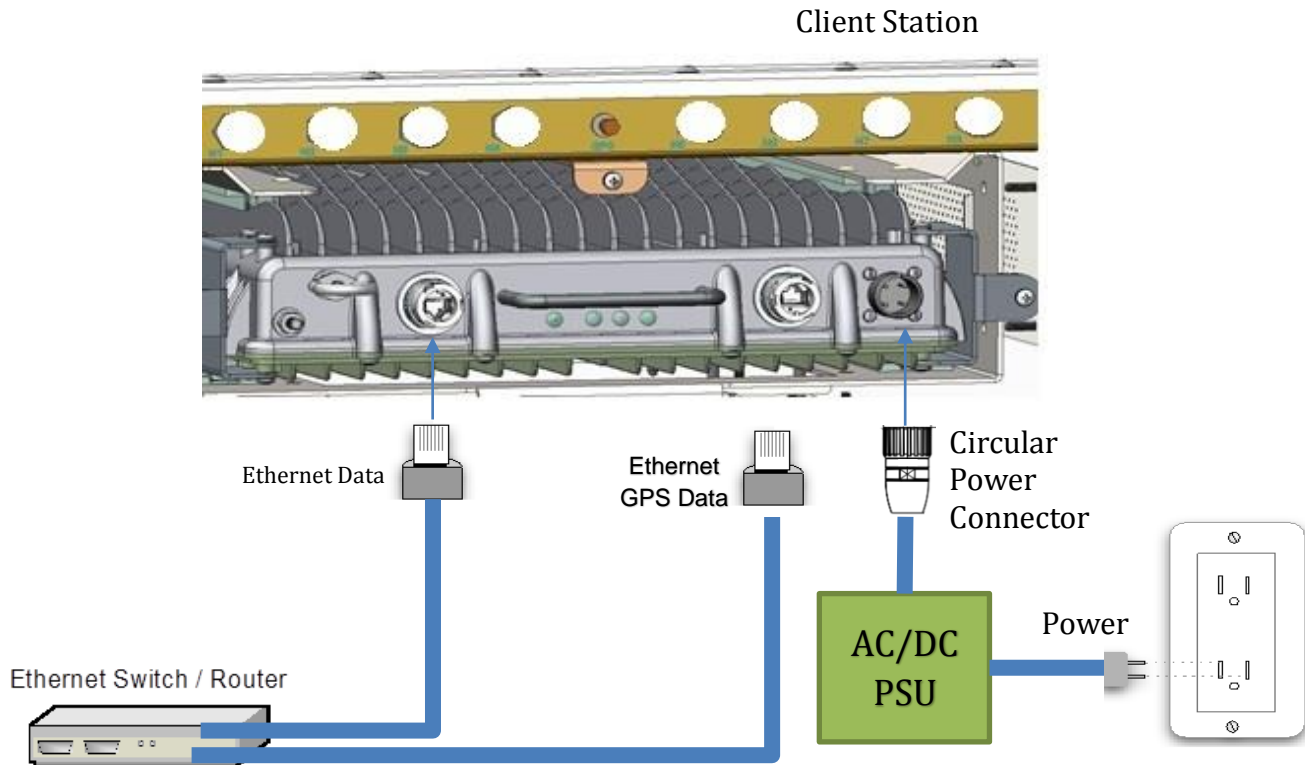 Client Station
Ethernet Data
Ethernet
GPS Data
Circular
Power
Connector
AC/DC
PSU
Power
Ethernet Switch / Router